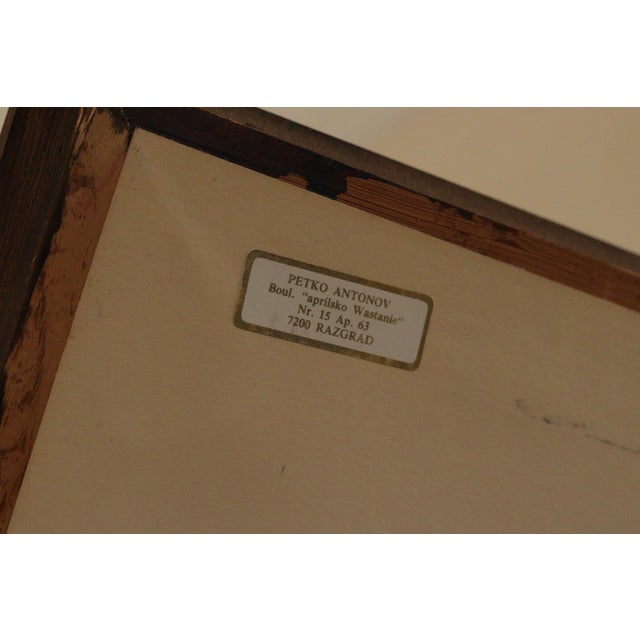 PETKO ANTONOV
Boul. "aprilsko Wastanie"
Nr. 15 Ap. 63
7200 RAZGRAD